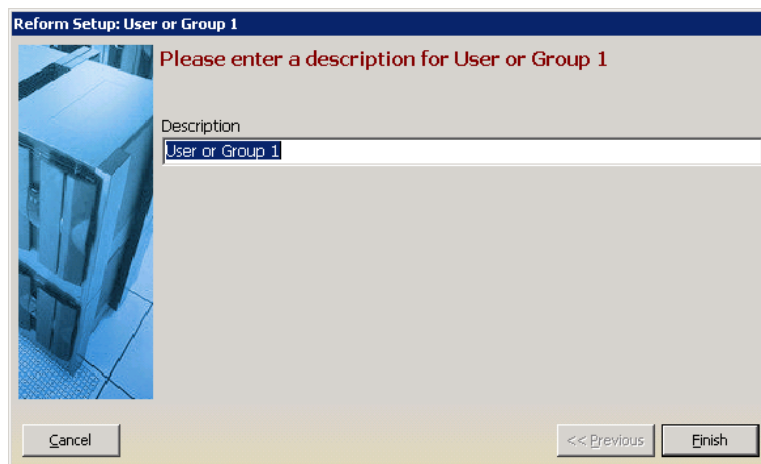 Reform Setup: User or Group 1
Please enter a description for User or Group 1
Description
User or Group 1
Cancel
<< Previous
Finish